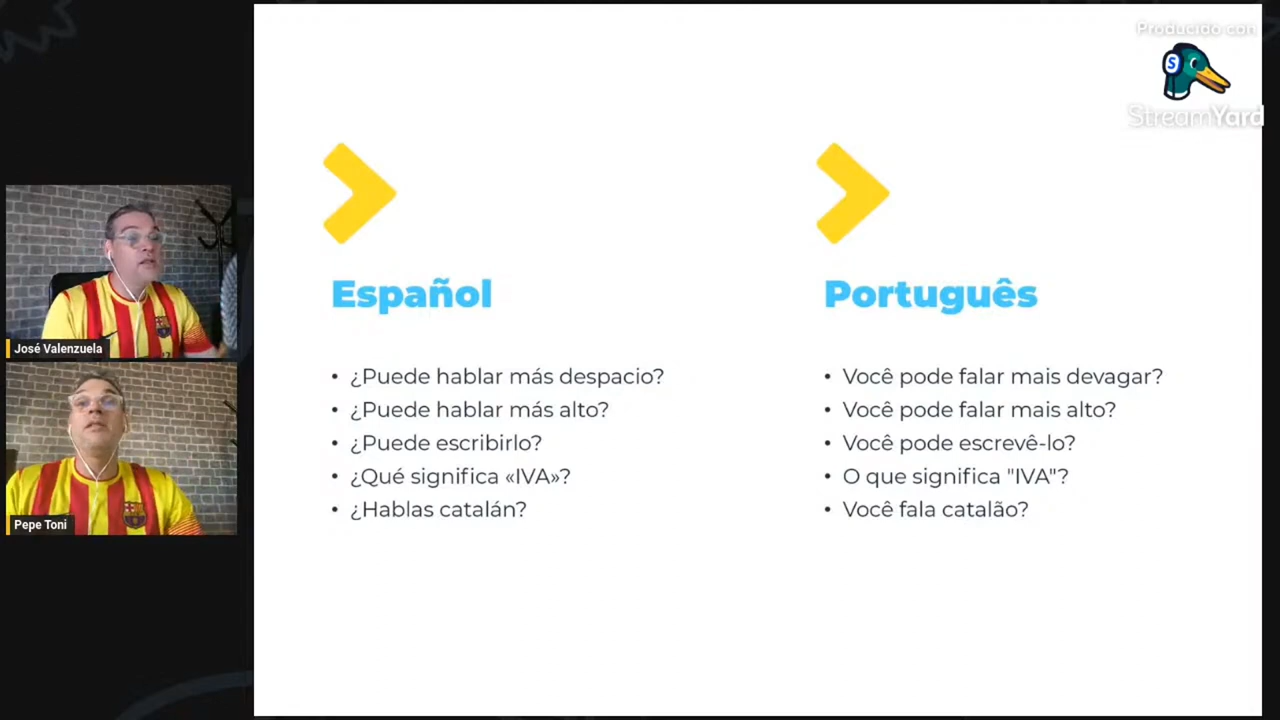 Producido con
StreamYard
Español
• ¿Puede hablar más despacio?
• ¿Puede hablar más alto?
• ¿Puede escribirlo?
• ¿Qué significa «IVA»?
• ¿Hablas catalán?
Português
• Você pode falar mais devagar?
• Você pode falar mais alto?
• Você pode escrevê-lo?
• O que significa "IVA"?
• Você fala catalão?
José Valenzuela
Pepe Toni